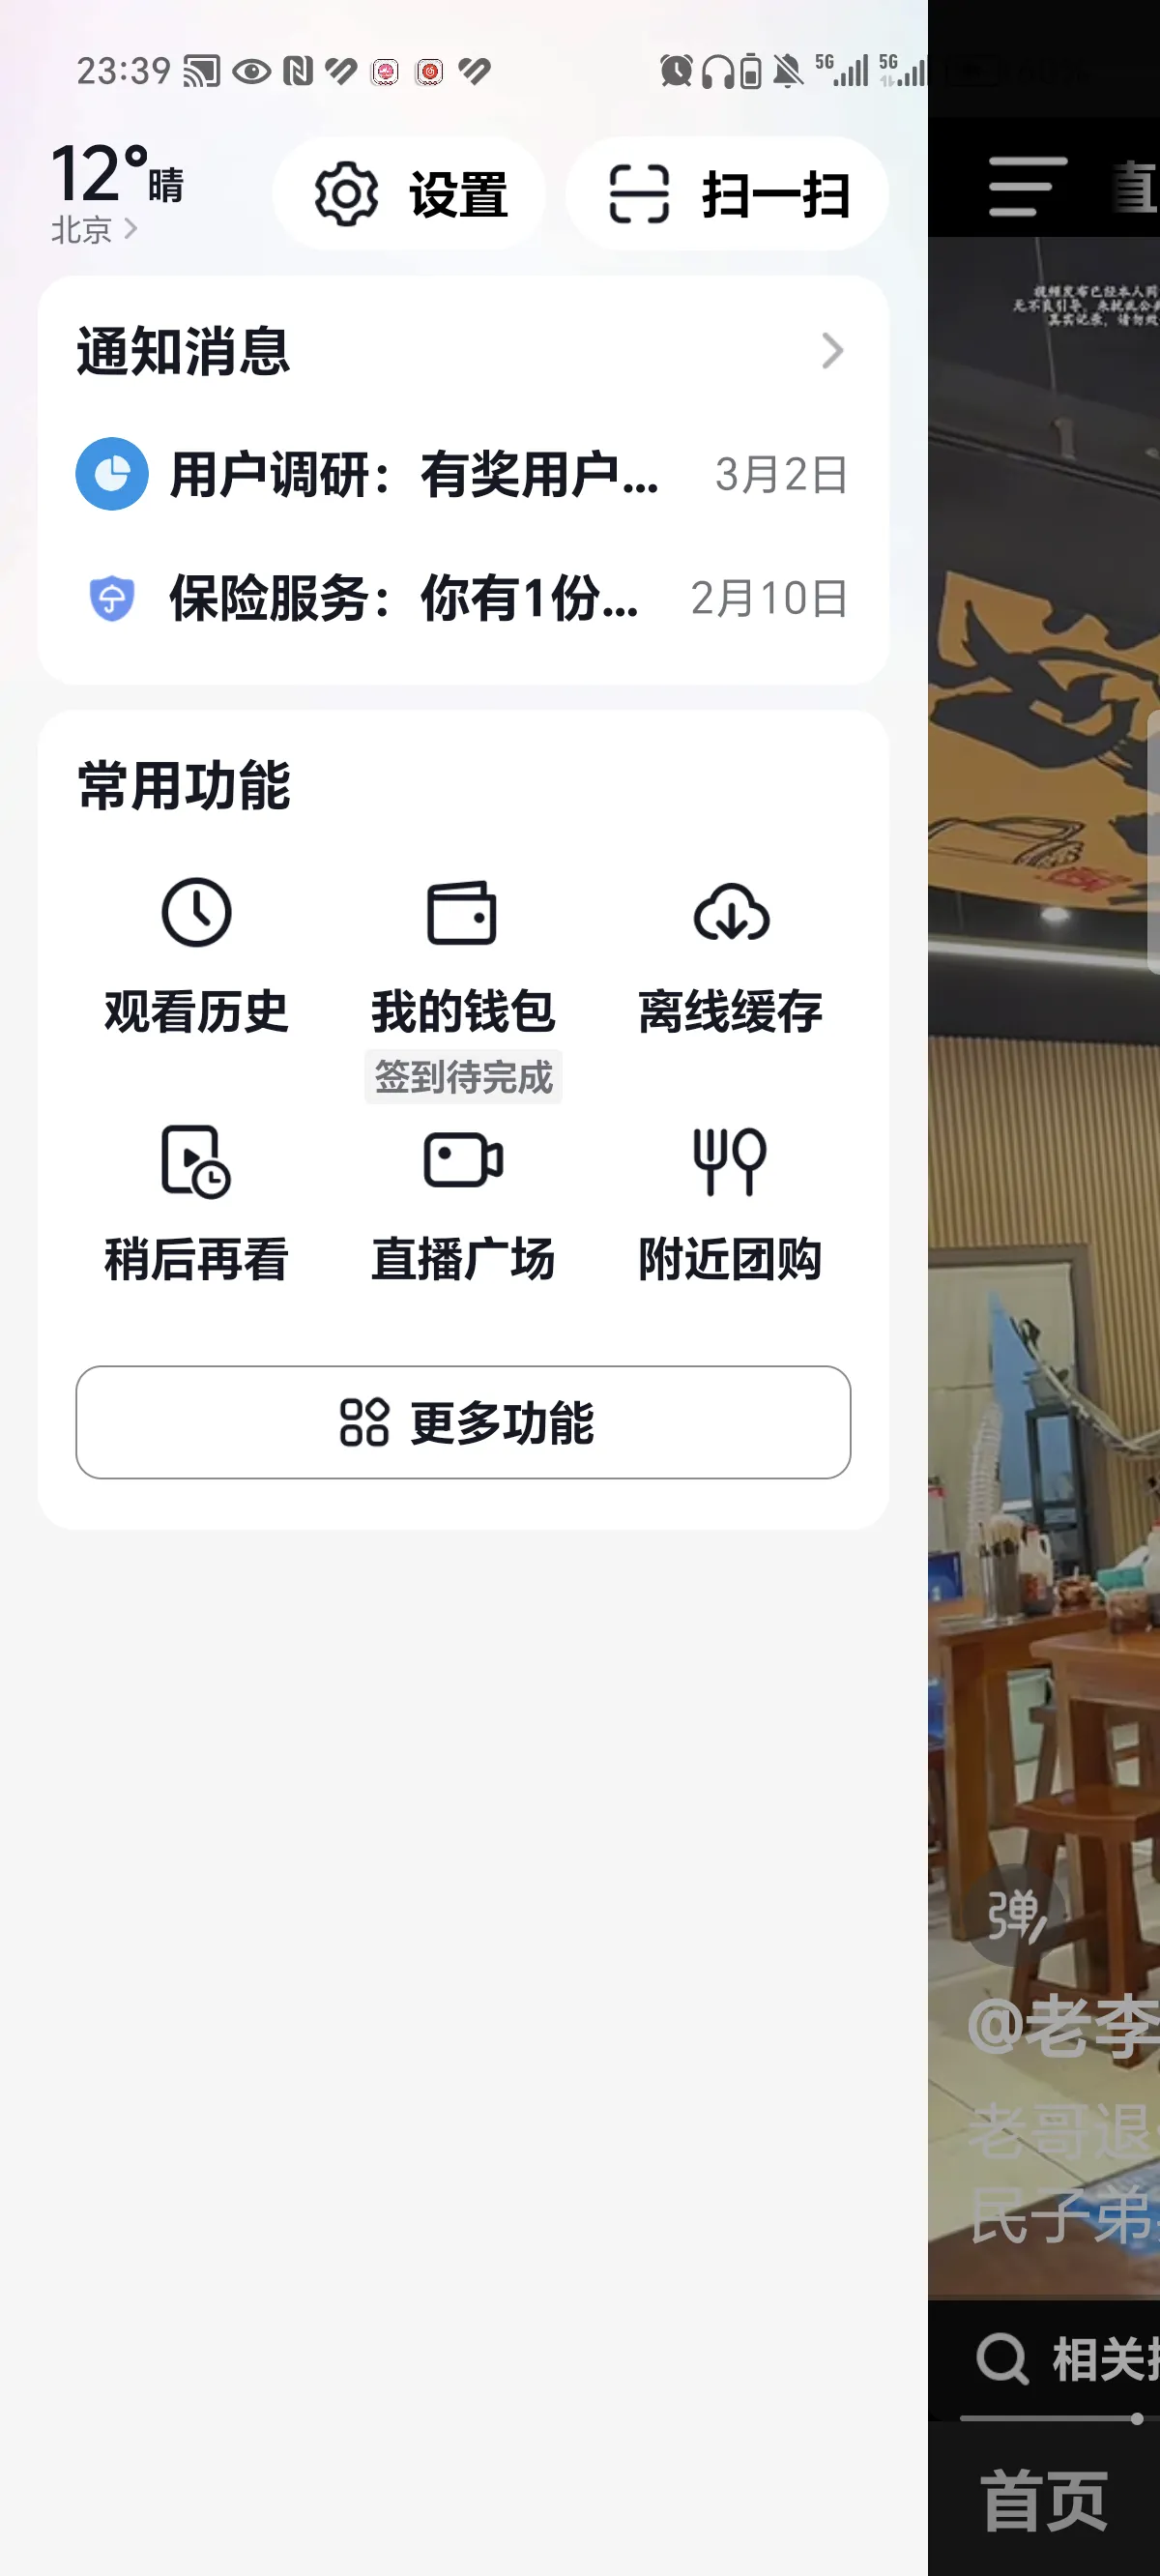 23:39
5G 5G
12° 晴
北京
设置
扫一扫
直
通知消息
用户调研：有奖用户... 3月2日
保险服务：你有1份... 2月10日
常用功能
观看历史 我的钱包 离线缓存
签到待完成
稍后再看 直播广场 附近团购
更多功能
弹
@老李
老哥退
民子弟
相关
首页